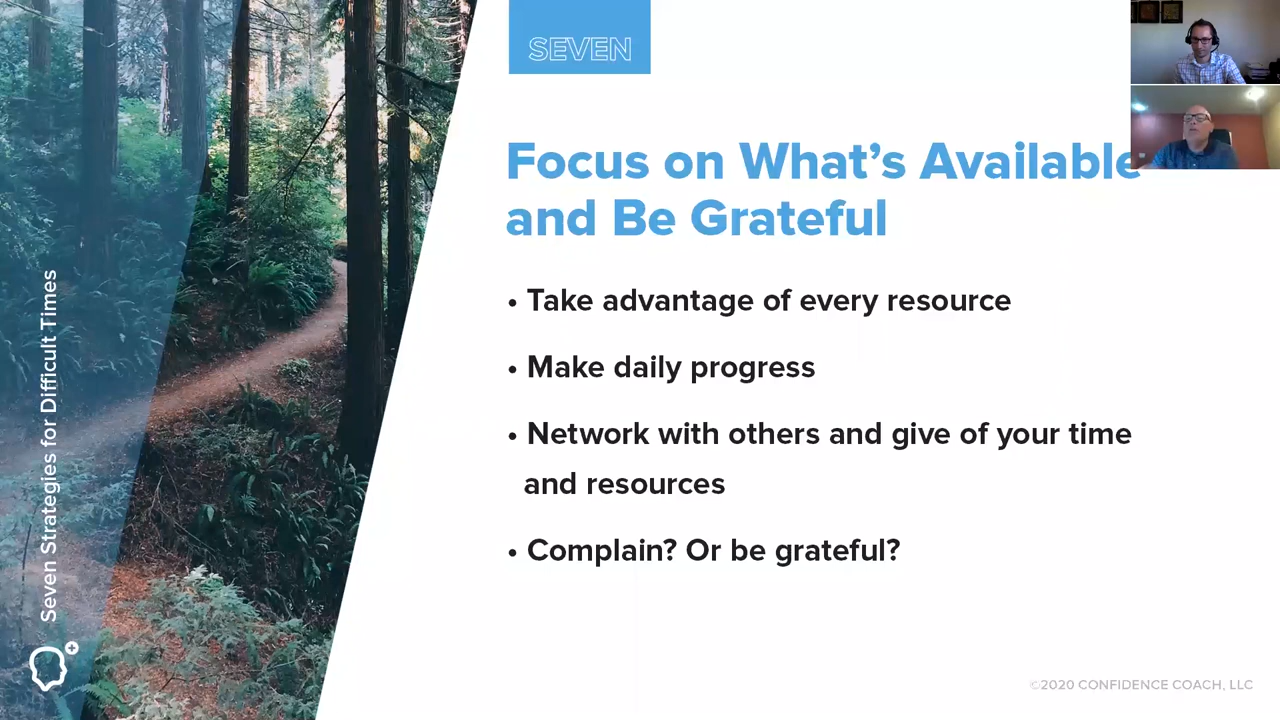 SEVEN
Focus on What's Available
and Be Grateful
• Take advantage of every resource
• Make daily progress
• Network with others and give of your time
and resources
• Complain? Or be grateful?
Seven Strategies for Difficult Times
©2020 CONFIDENCE COACH, LLC